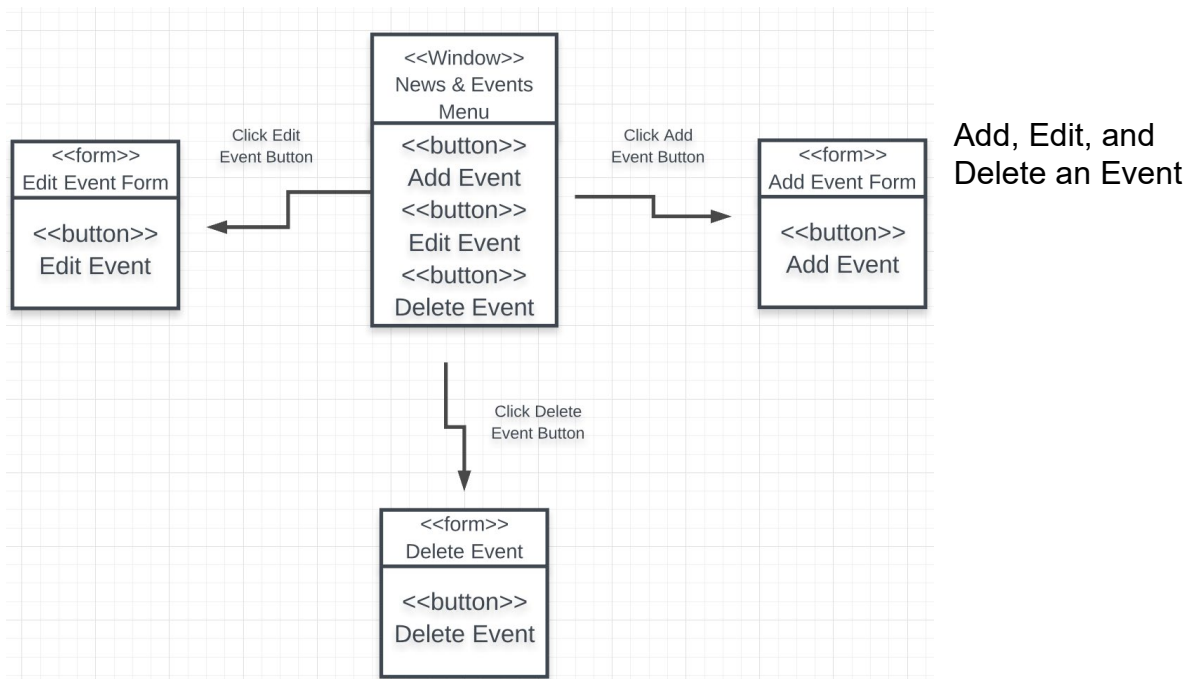 <<Window>>
News & Events
Menu
<<button>>
Add Event
<<button>>
Edit Event
<<button>>
Delete Event
Click Edit
Event Button
<<form>>
Edit Event Form
<<button>>
Edit Event
Click Add
Event Button
<<form>>
Add Event Form
<<button>>
Add Event
Add, Edit, and
Delete an Event
Click Delete
Event Button
<<form>>
Delete Event
<<button>>
Delete Event